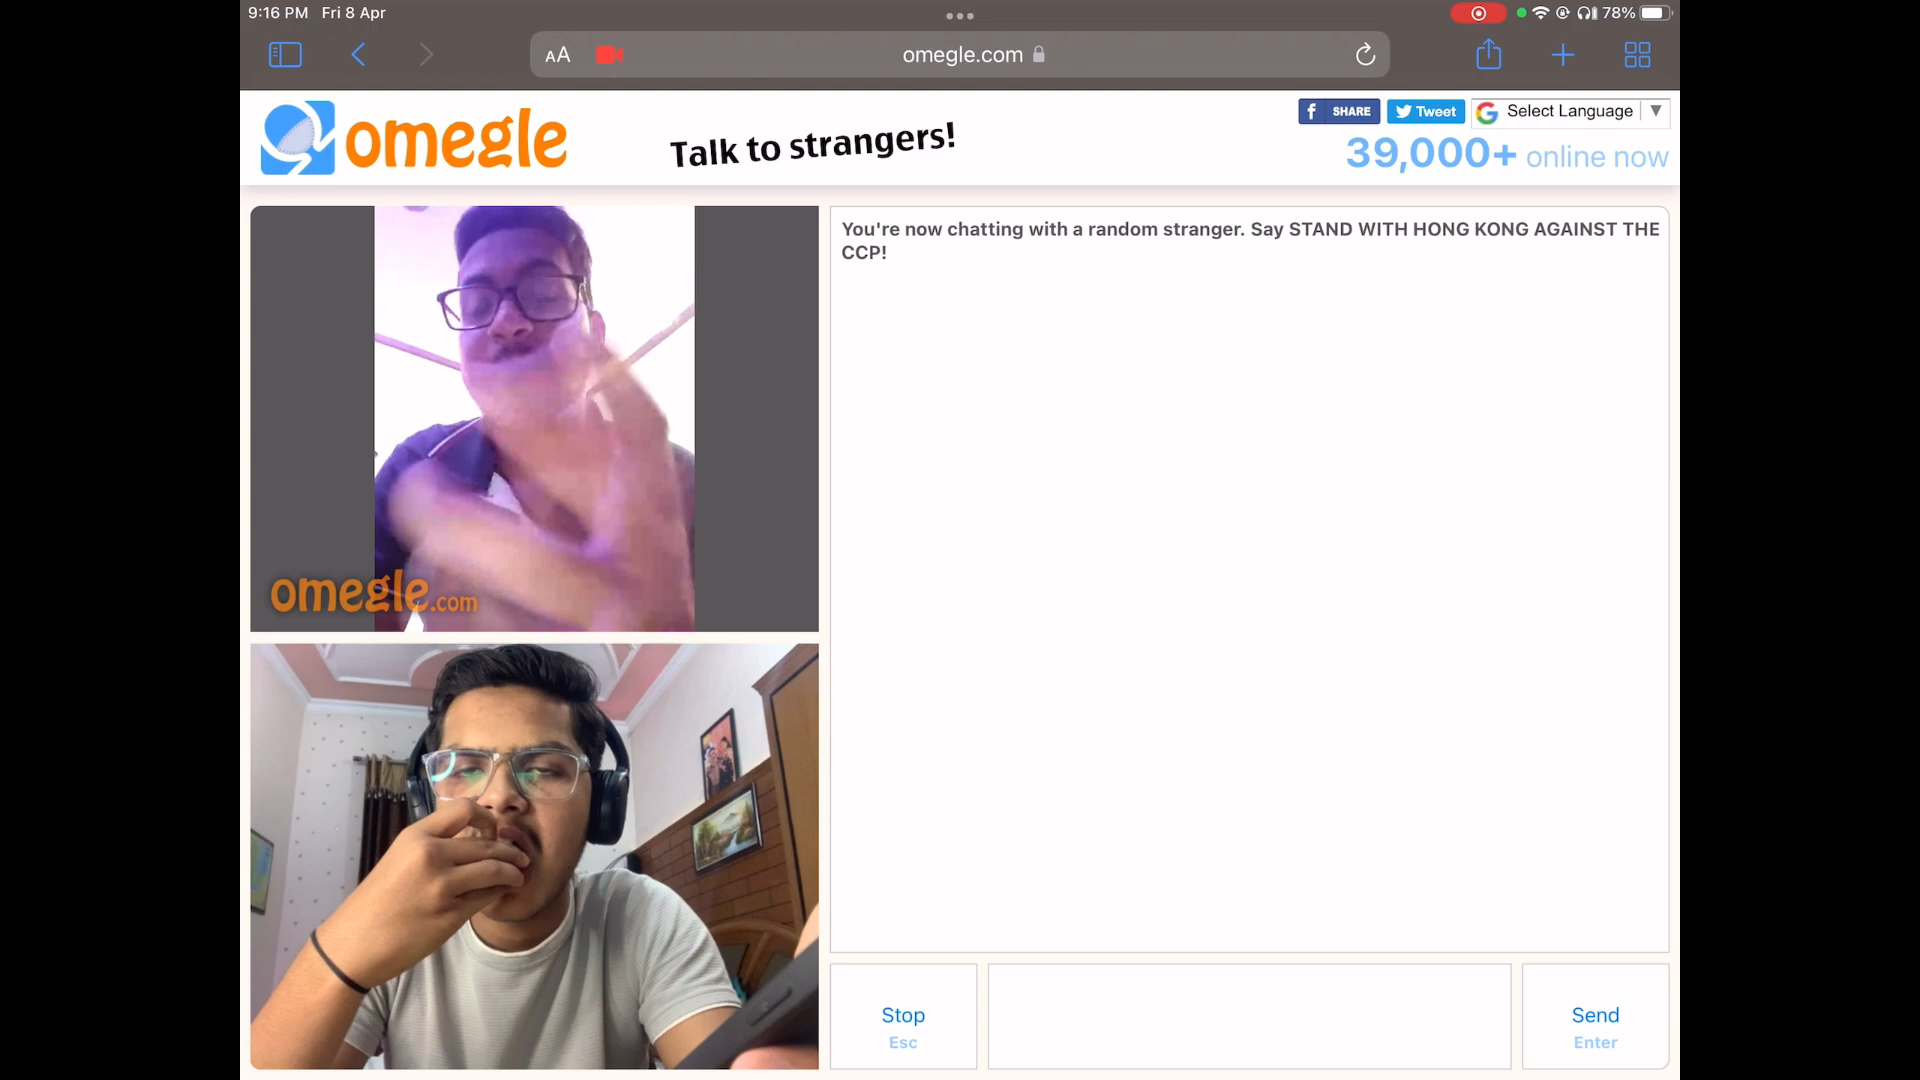 9:16 PM Fri 8 Apr
78%
AA
omegle.com
omegle
Talk to strangers!
SHARE
Tweet
Select Language
39,000+ online now
You're now chatting with a random stranger. Say STAND WITH HONG KONG AGAINST THE
CCP!
omegle.com
Stop
Esc
Send
Enter